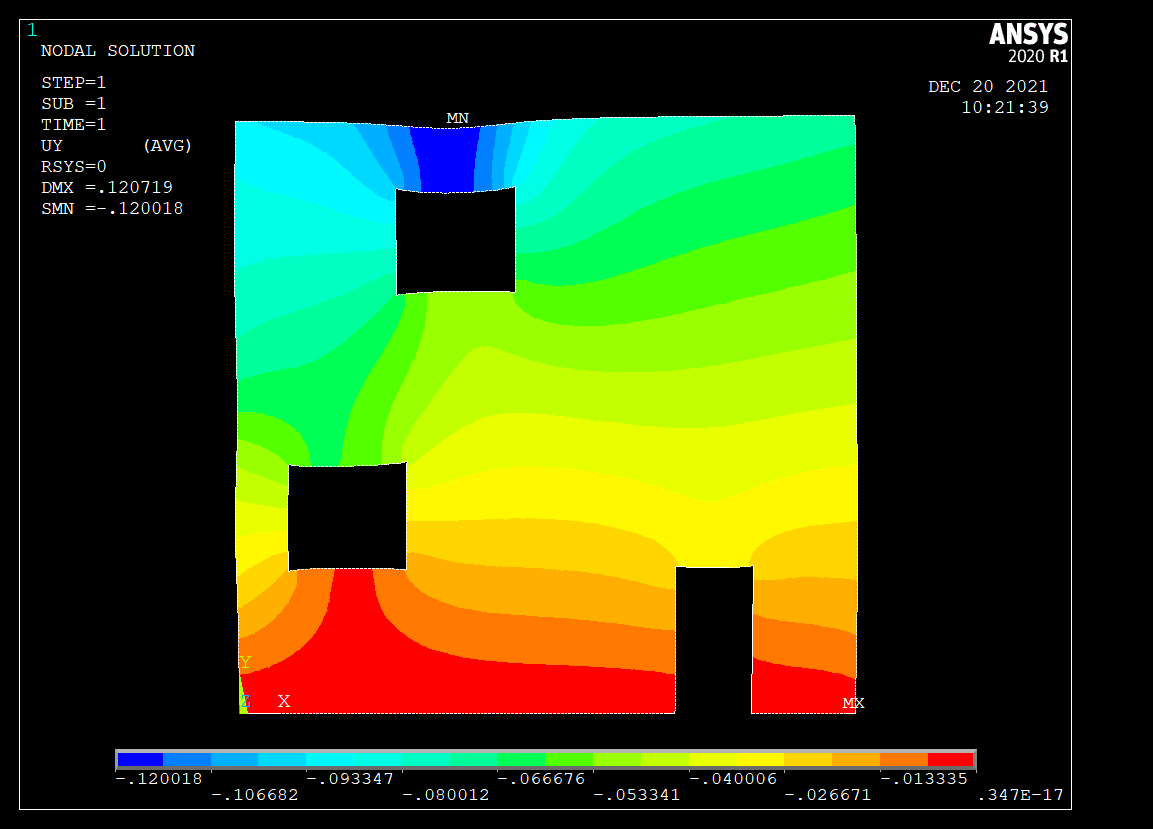 1
NODAL SOLUTION
ANSYS
2020 R1
STEP=1
SUB =1
TIME=1
UY (AVG)
RSYS=0
DMX =.120719
SMN =-.120018
DEC 20 2021
10:21:39
MN
Y
Z X
MX
-.120018 -.093347 -.066676 -.040006 -.013335
-.106682 -.080012 -.053341 -.026671 .347E-17